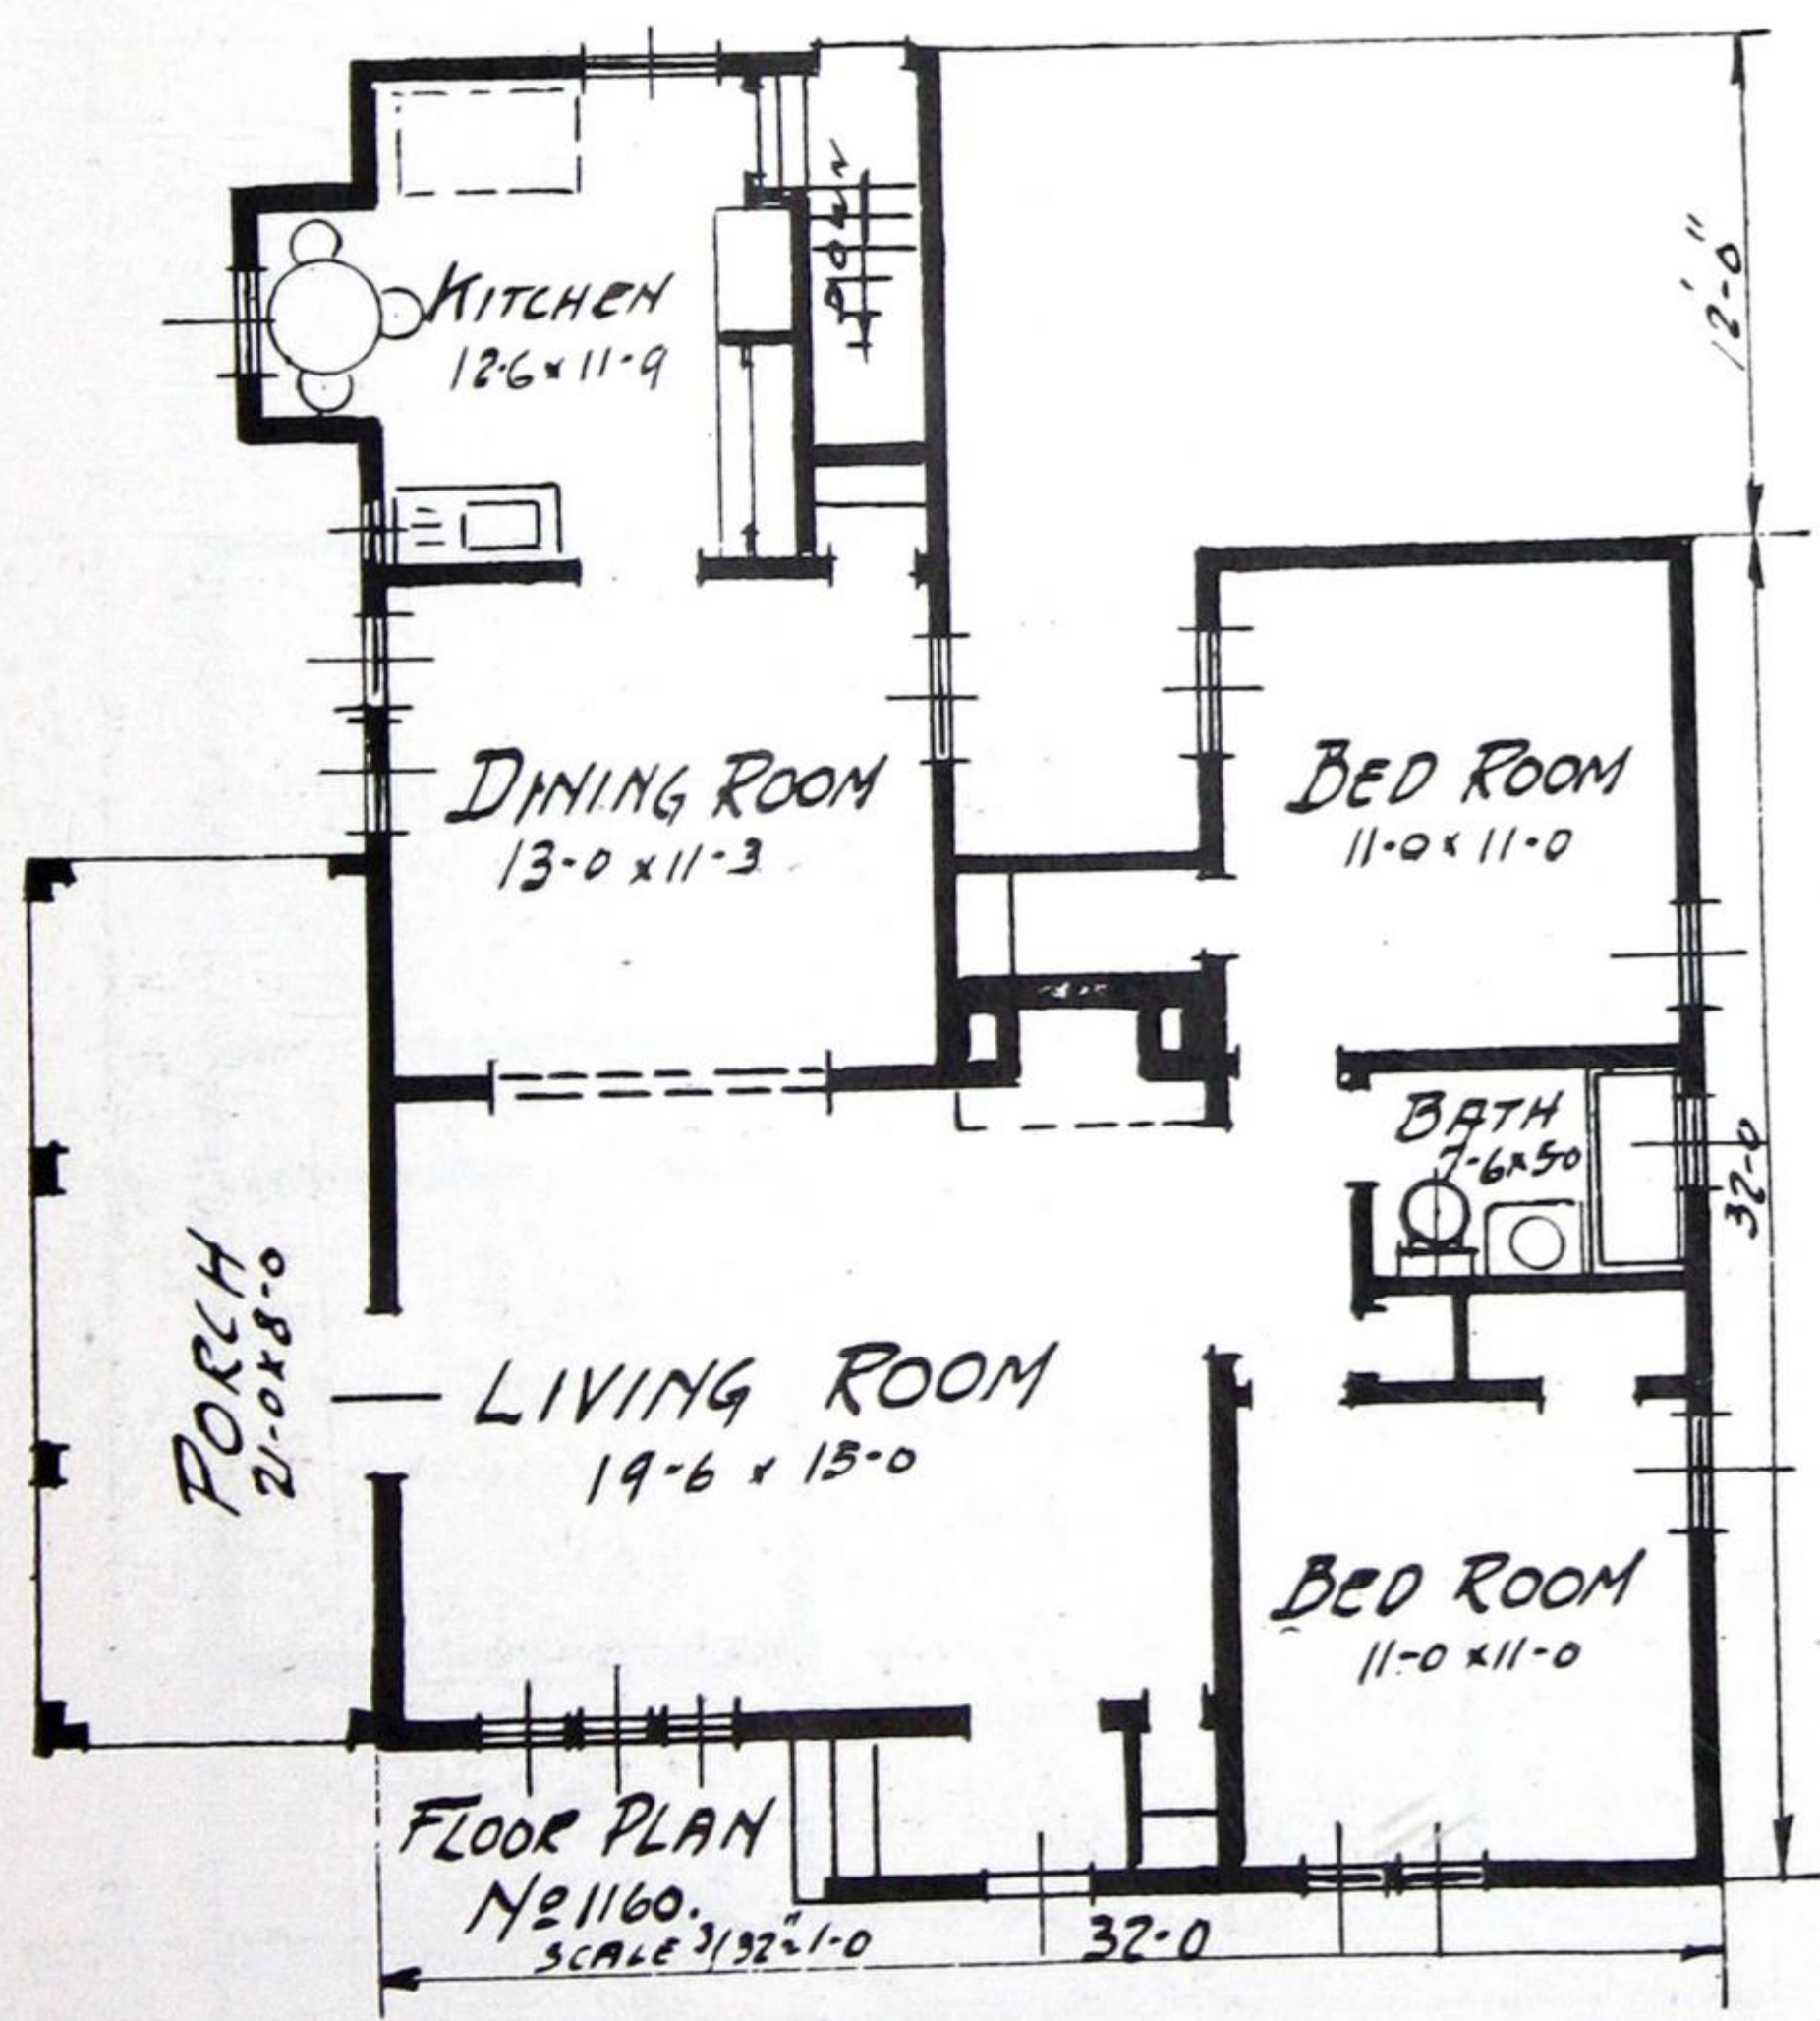 DOWN
KITCHEN
12-6 x 11-9
12'-0"
DINING ROOM
13-0 x 11-3
BED ROOM
11-0 x 11-0
BATH
7-6 x 5-0
32-0
PORCH
21-0 x 8-0
LIVING ROOM
19-6 x 15-0
BED ROOM
11-0 x 11-0
FLOOR PLAN
No 1160.
SCALE 3/32" = 1-0
32-0